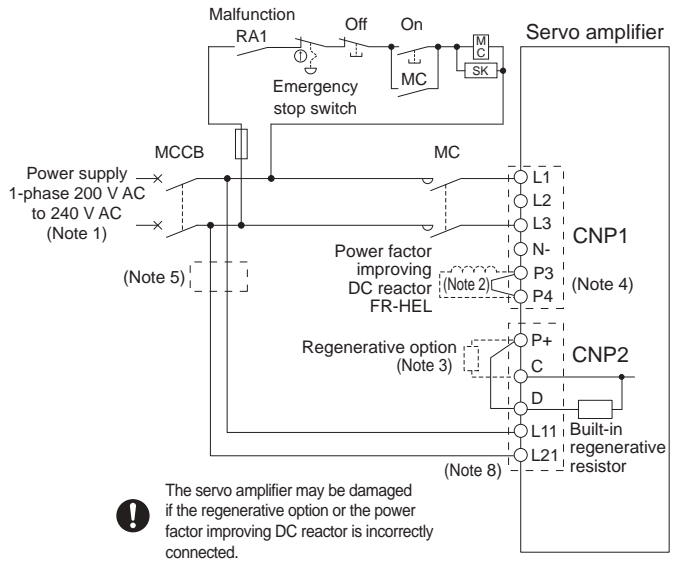 Malfunction
RA1
Off
On
MC
SK
MC
Emergency
stop switch
Servo amplifier
MCCB
MC
Power supply
1-phase 200 V AC
to 240 V AC
(Note 1)
L1
L2
L3
N-
P3
P4
CNP1
(Note 4)
Power factor
improving
DC reactor
FR-HEL
(Note 2)
(Note 5)
Regenerative option
(Note 3)
P+
C
D
L11
L21
CNP2
Built-in
regenerative
resistor
(Note 8)
The servo amplifier may be damaged
if the regenerative option or the power
factor improving DC reactor is incorrectly
connected.